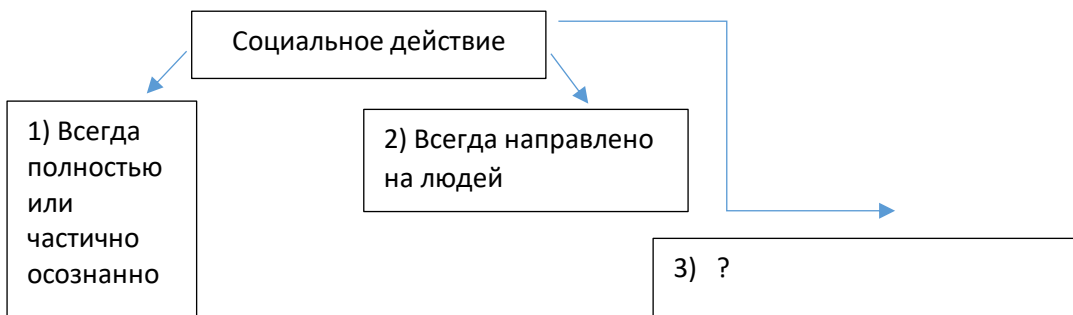 Социальное действие
1) Всегда
полностью
или
частично
осознанно
2) Всегда направлено
на людей
3) ?